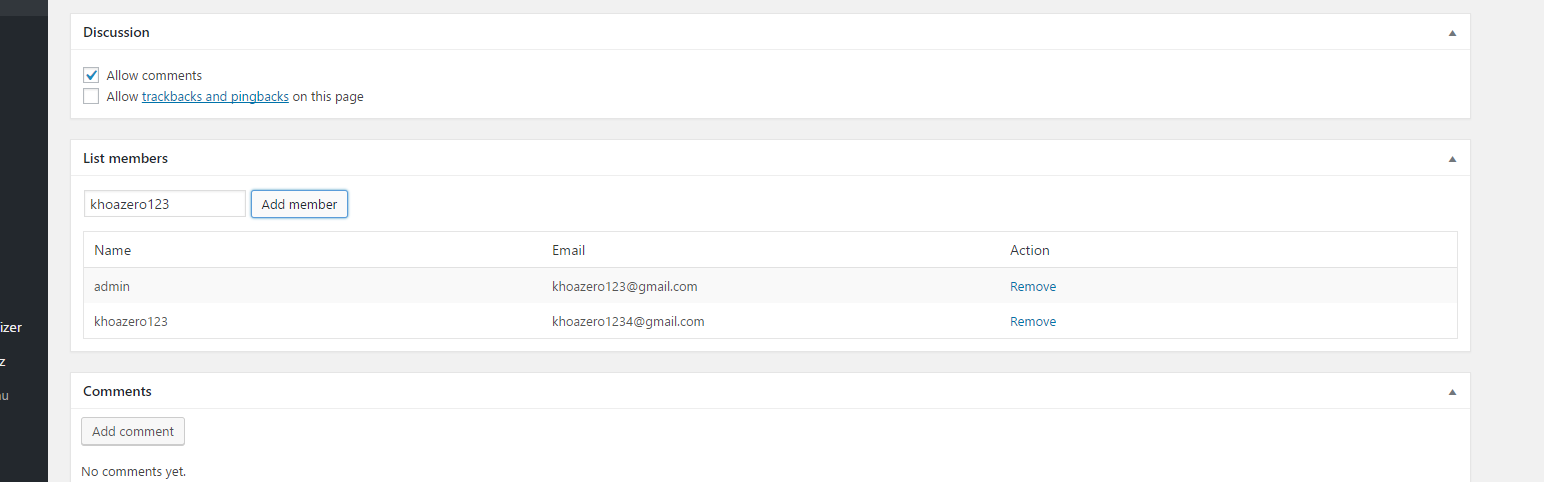 Discussion
Allow comments
Allow trackbacks and pingbacks on this page
List members
khoazero123 Add member
Name Email Action
admin khoazero123@gmail.com Remove
khoazero123 khoazero1234@gmail.com Remove
izer
z
Comments
Add comment
No comments yet.